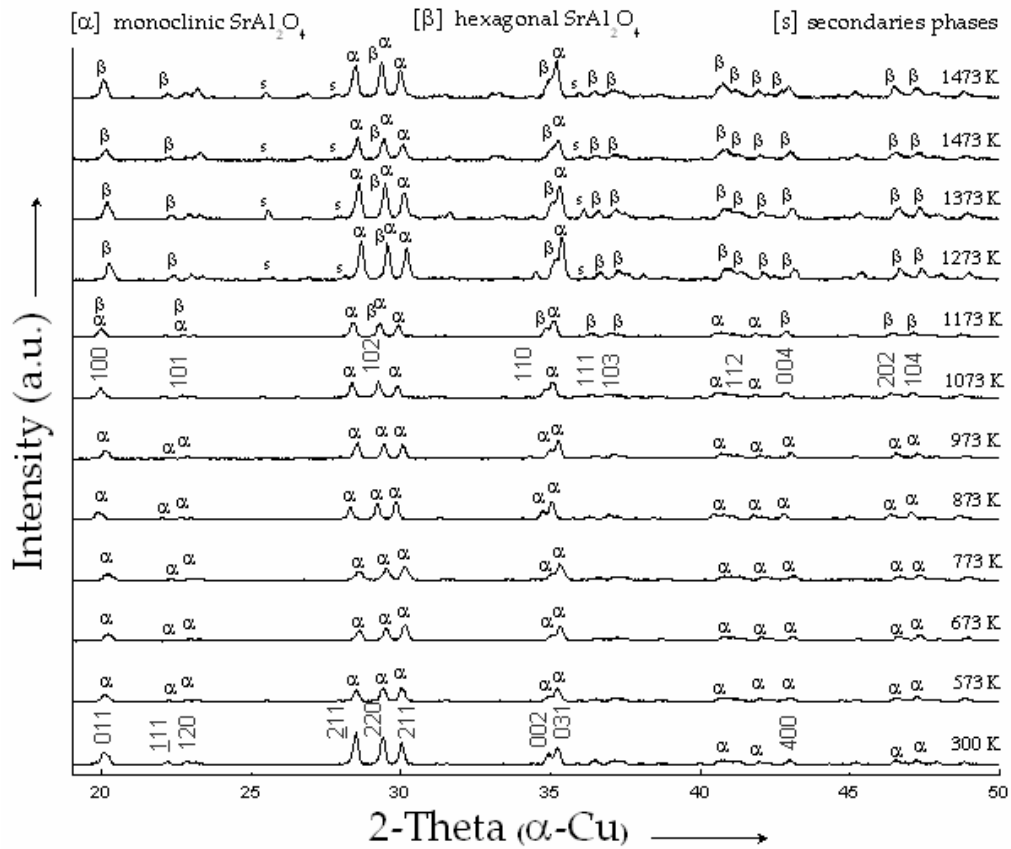 [α] monoclinic SrAl₂O₄ [β] hexagonal SrAl₂O₄ [s] secondaries phases
β β s s α β α α β α s β β β β β β β β 1473 K
β β s s α β α α β α s β β β β β β β β 1473 K
β β s s α β α α β α s β β β β β β β β 1373 K
β β s s α β α α β α s β β β β β β β β 1273 K
β α β α α β α α β α β β α α β β β 1173 K
100 101 102 110 111 103 112 004 202 104
α α α α α α 1073 K
α α α α α α α α α α α α α 973 K
α α α α α α α α α α α α α 873 K
α α α α α α α α α α α α α 773 K
α α α α α α α α α α α α α 673 K
α α α α α α α α α α α α α 573 K
011 111 120 211 220 211 002 031 400
α α α α 300 K
20 25 30 35 40 45 50
2-Theta (α-Cu)
Intensity (a.u.)